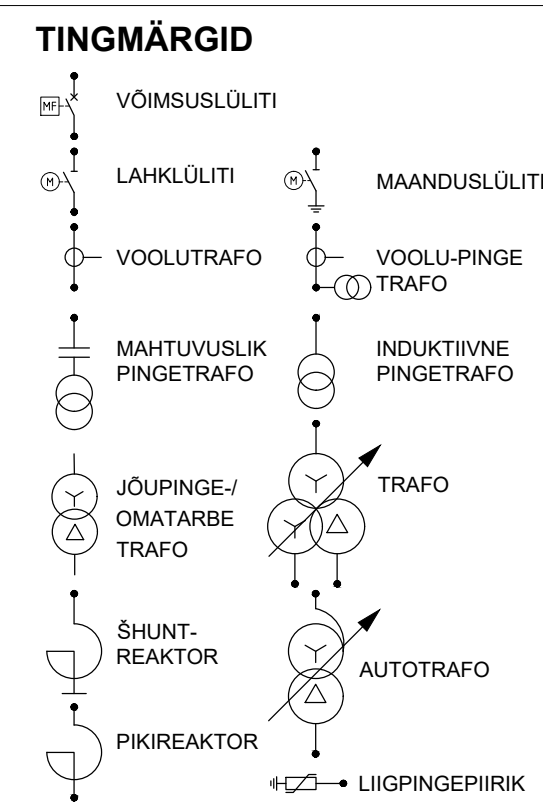 TINGMÄRGID
MF
VÕIMSUSLÜLITI
M
LAHKLÜLITI
M
MAANDUSLÜLITI
VOOLUTRAFO
VOOLU-PINGE
TRAFO
MAHTUVUSLIK
PINGETRAFO
INDUKTIIVNE
PINGETRAFO
JÕUPINGE-/
OMATARBE
TRAFO
TRAFO
ŠHUNT-
REAKTOR
AUTOTRAFO
PIKIREAKTOR
LIIGPINGEPIIRIK